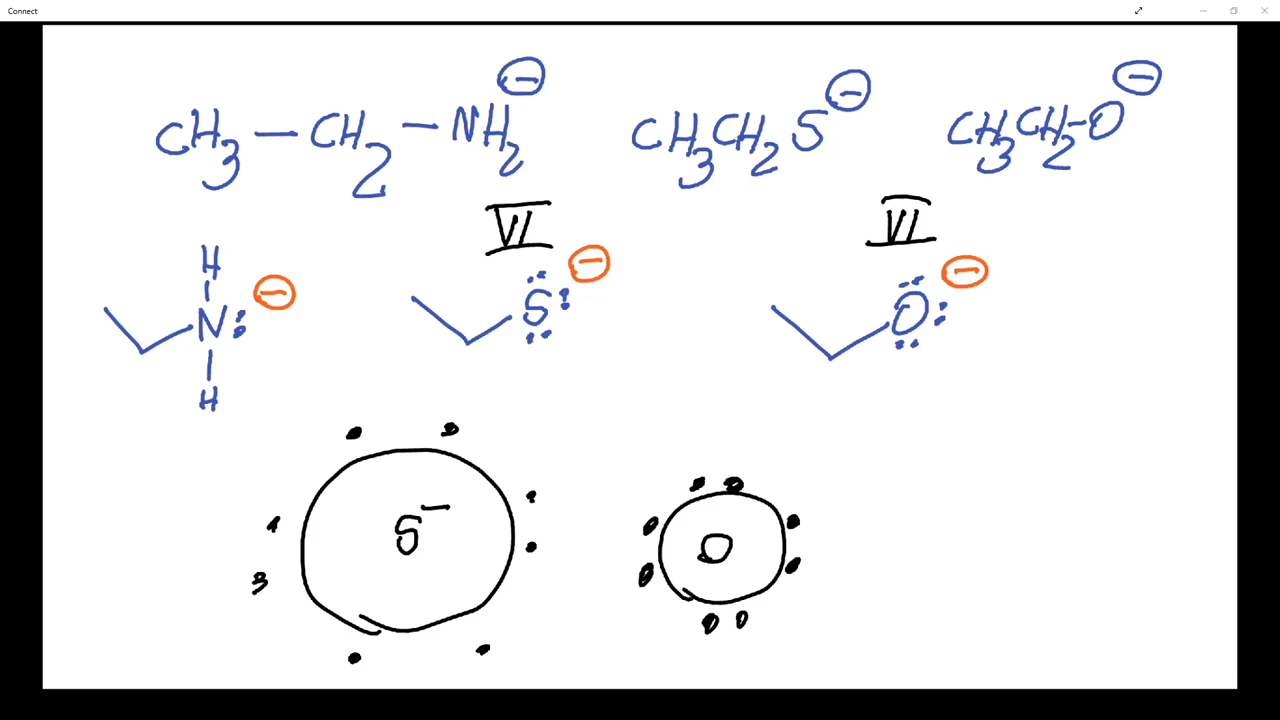 Connect
CH3 — CH2 — NH2⊖ CH3CH2S⊖ CH3CH2-O⊖
VI VI
H
N: ⊖ S ⊖ O ⊖
H
S− O